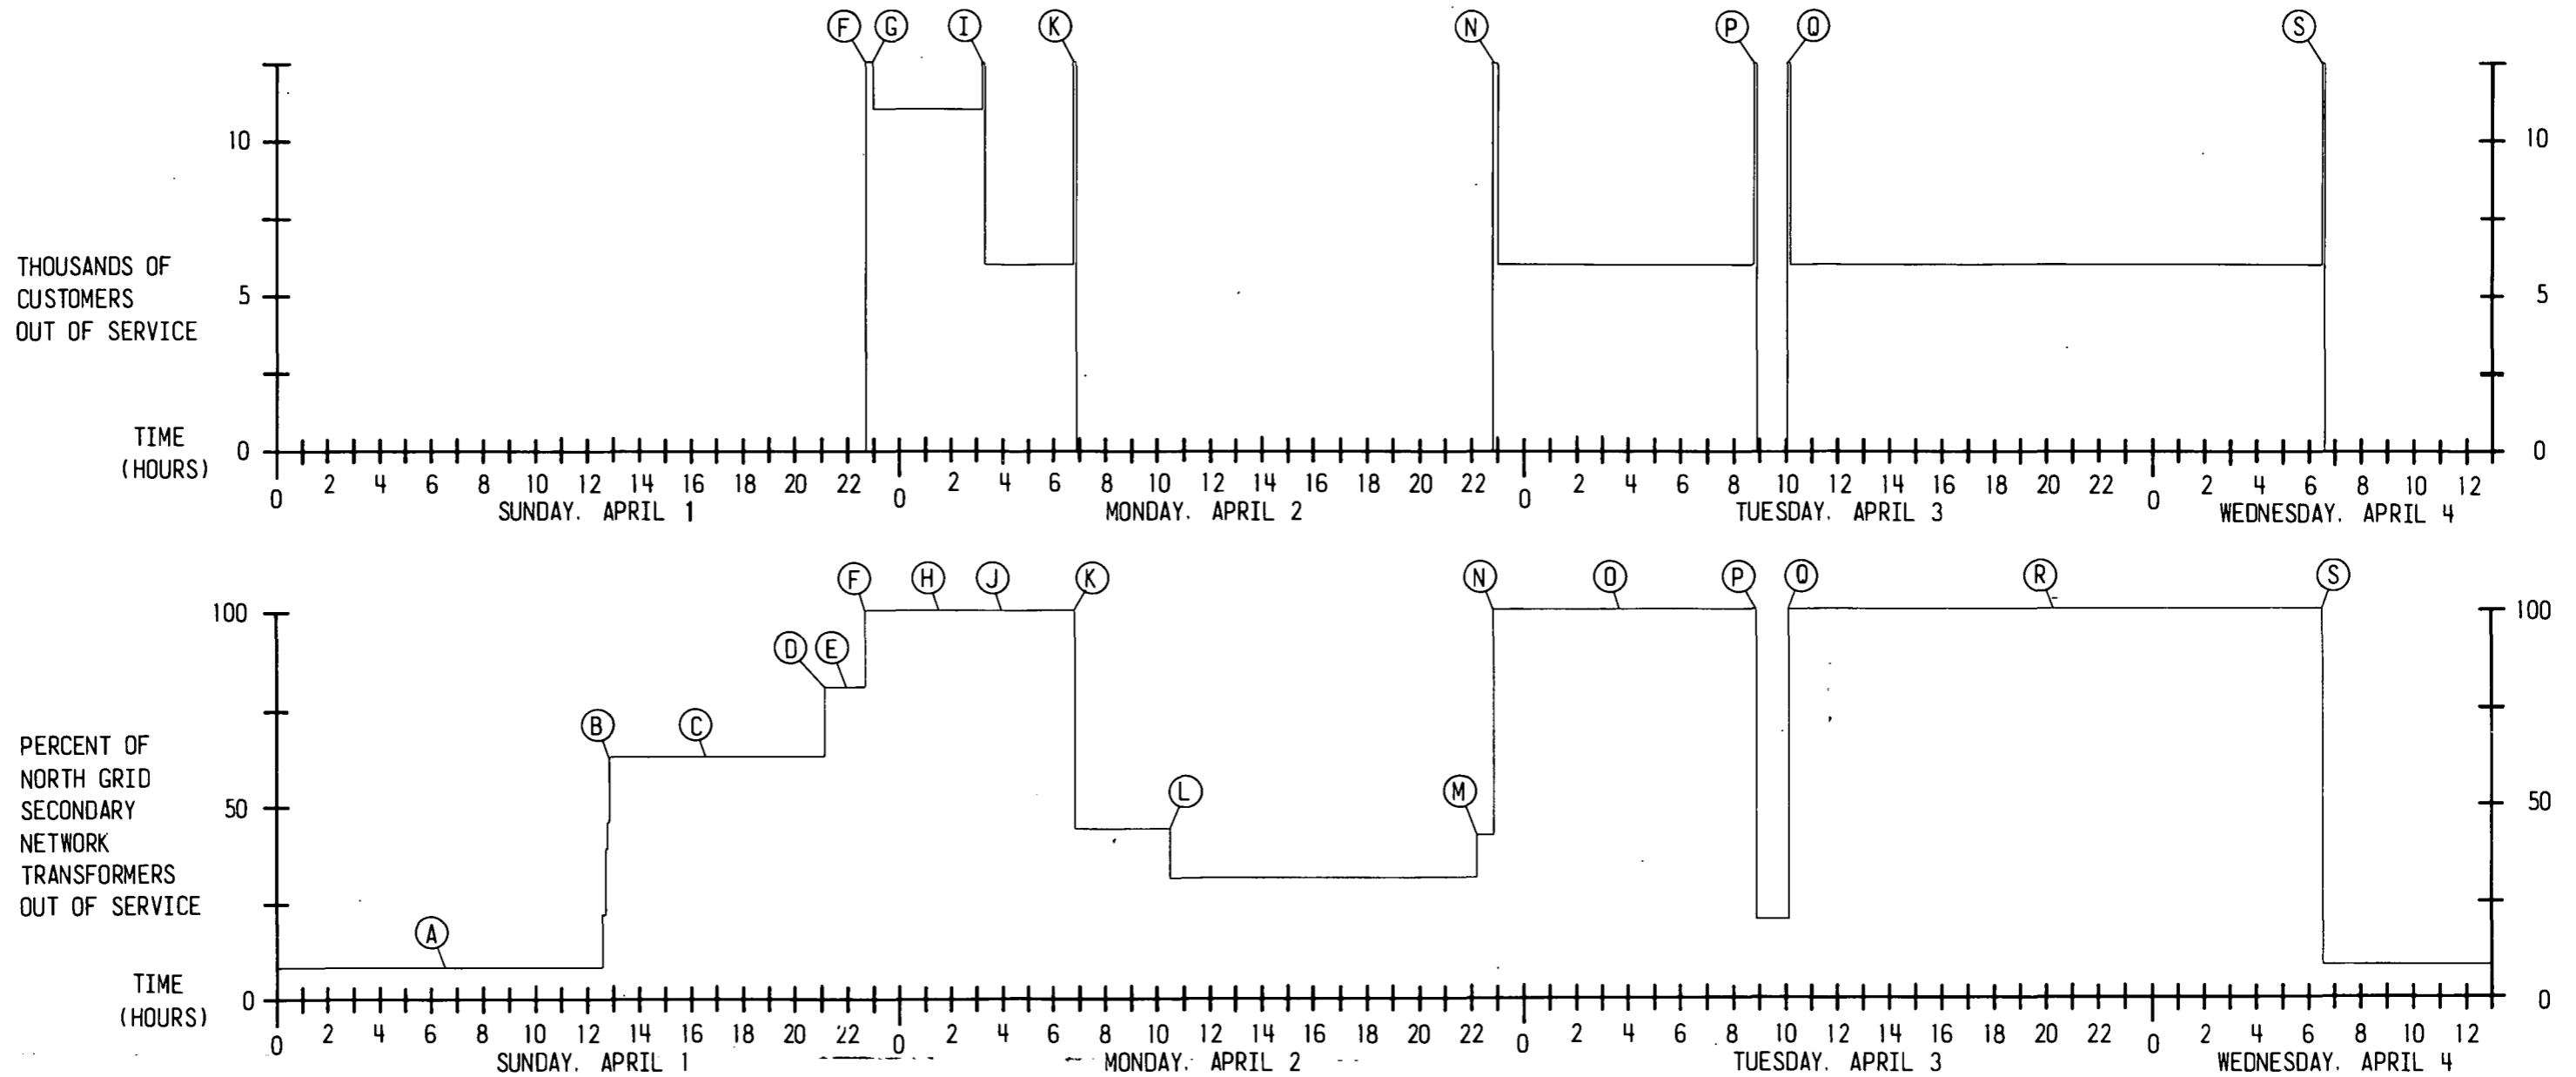 F G I K N P Q S
10 10
THOUSANDS OF
CUSTOMERS
OUT OF SERVICE
5 5
TIME
(HOURS)
0 0
0 2 4 6 8 10 12 14 16 18 20 22 0 2 4 6 8 10 12 14 16 18 20 22 0 2 4 6 8 10 12 14 16 18 20 22 0 2 4 6 8 10 12
SUNDAY. APRIL 1 MONDAY. APRIL 2 TUESDAY. APRIL 3 WEDNESDAY. APRIL 4
F H J K N O P Q R S
100 100
D E
B C
PERCENT OF
NORTH GRID
SECONDARY
NETWORK
TRANSFORMERS
OUT OF SERVICE
50 50
L M
A
TIME
(HOURS)
0 0
0 2 4 6 8 10 12 14 16 18 20 22 0 2 4 6 8 10 12 14 16 18 20 22 0 2 4 6 8 10 12 14 16 18 20 22 0 2 4 6 8 10 12
SUNDAY. APRIL 1 MONDAY. APRIL 2 TUESDAY. APRIL 3 WEDNESDAY. APRIL 4